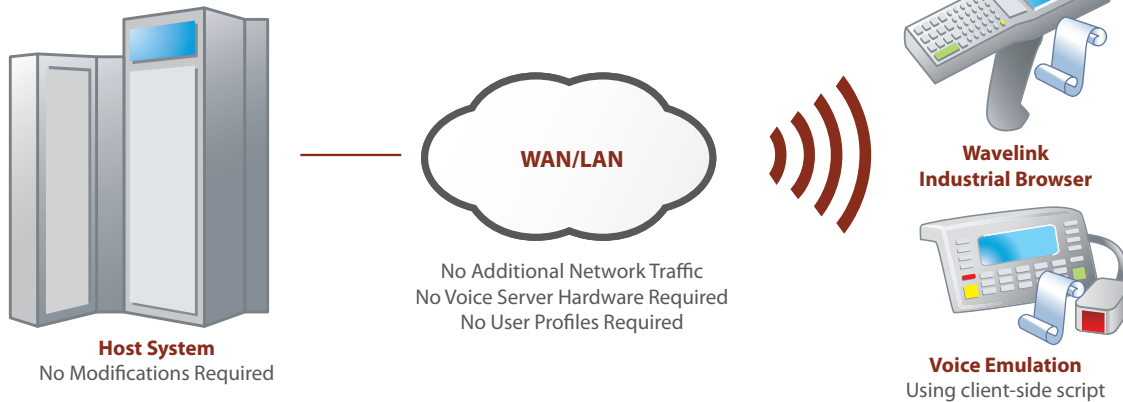 Host System
No Modifications Required
WAN/LAN
No Additional Network Traffic
No Voice Server Hardware Required
No User Profiles Required
Wavelink
Industrial Browser
Voice Emulation
Using client-side script